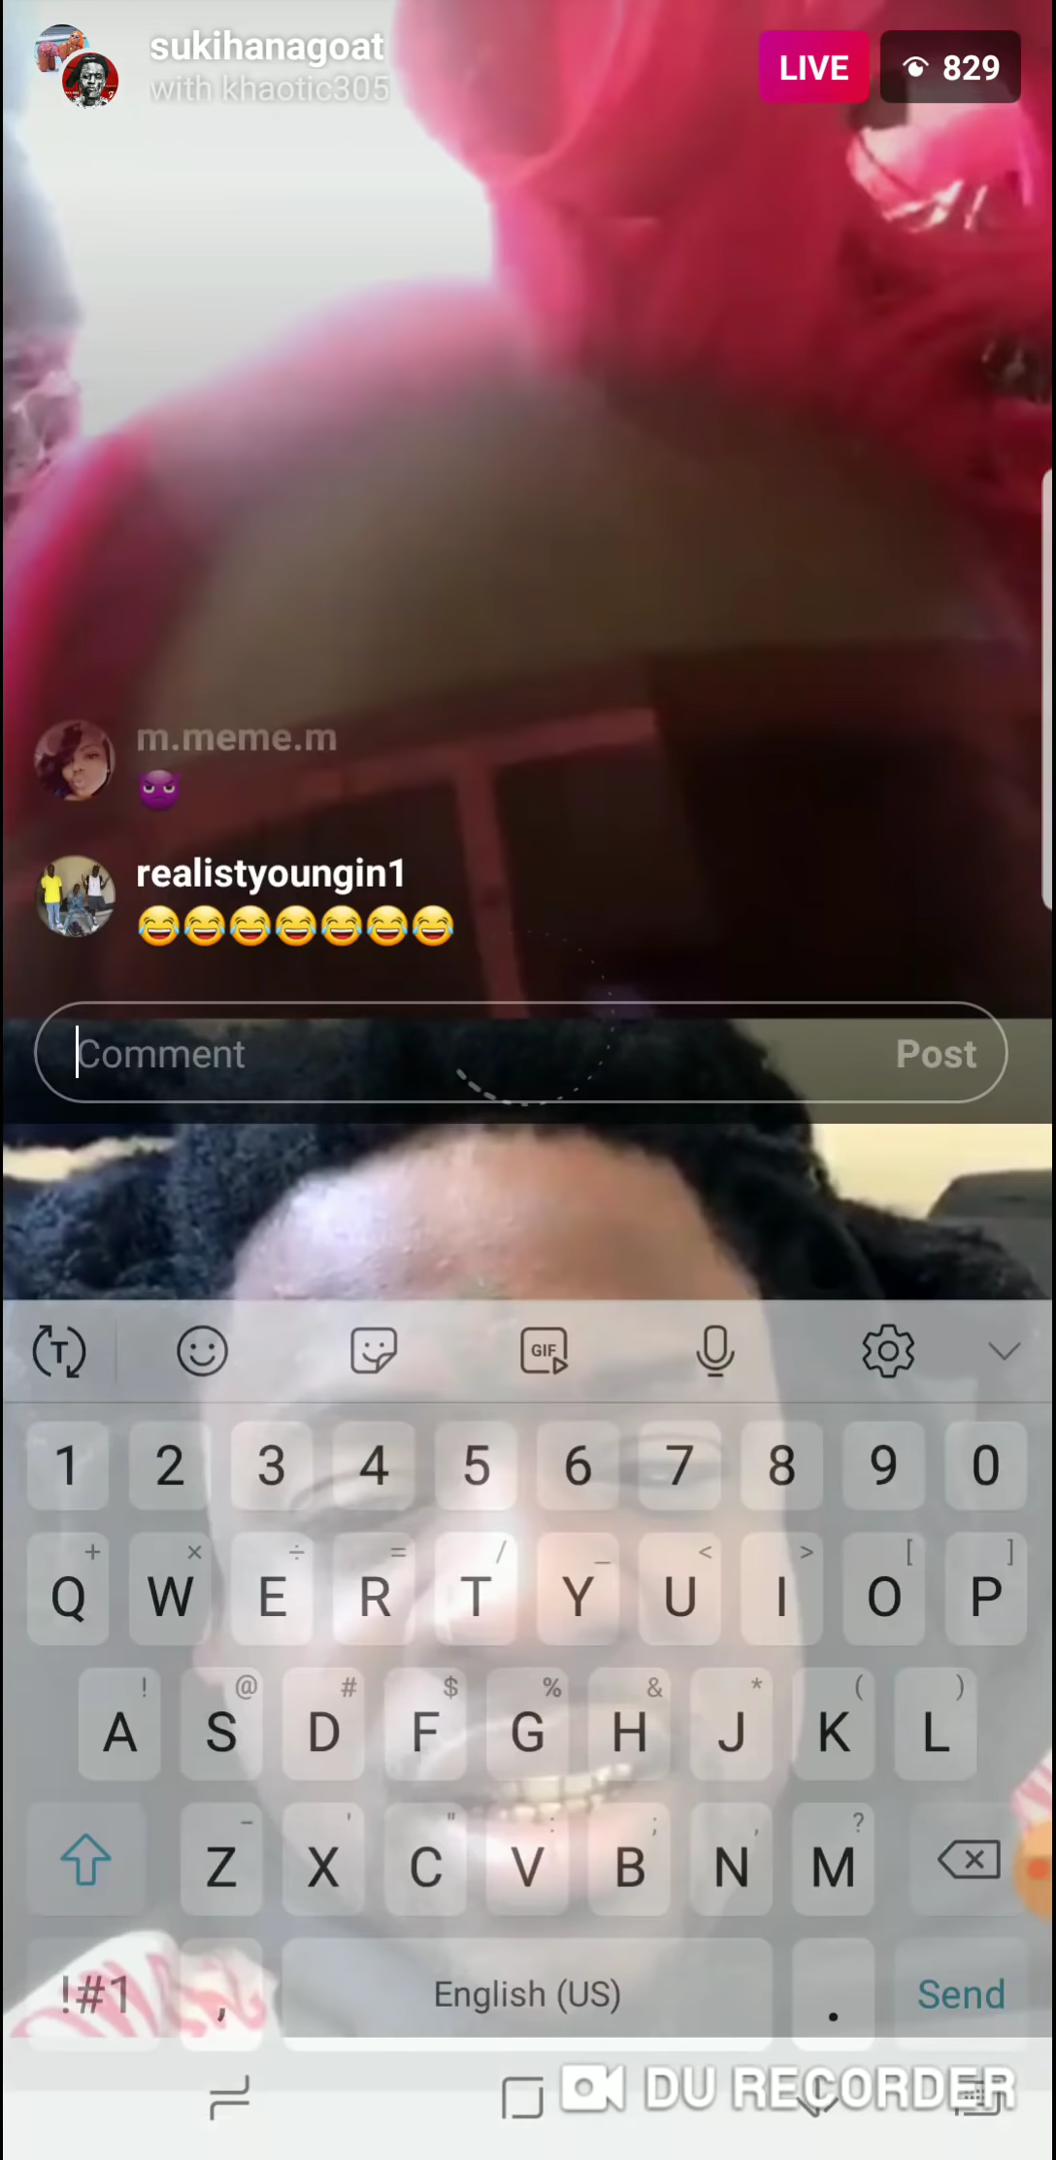 sukihanagoat
with khaotic305
LIVE
829
m.meme.m
😈
realistyoungin1
😂😂😂😂😂😂😂
Comment
Post
T
GIF
1 2 3 4 5 6 7 8 9 0
+ × ÷ = / _ < > [ ]
Q W E R T Y U I O P
! @ # $ % & * ( )
A S D F G H J K L
- ' " : ; , ?
Z X C V B N M
!#1 , English (US) . Send
DU RECORDER